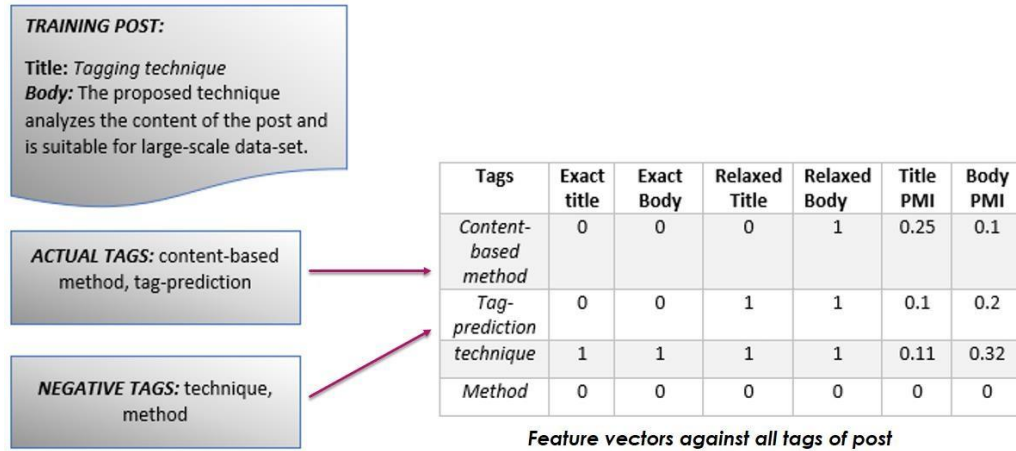 TRAINING POST:
Title: Tagging technique
Body: The proposed technique
analyzes the content of the post and
is suitable for large-scale data-set.
ACTUAL TAGS: content-based
method, tag-prediction
NEGATIVE TAGS: technique,
method
Tags Exact title Exact Body Relaxed Title Relaxed Body Title PMI Body PMI
Content-based method 0 0 0 1 0.25 0.1
Tag-prediction 0 0 1 1 0.1 0.2
technique 1 1 1 1 0.11 0.32
Method 0 0 0 0 0 0
Feature vectors against all tags of post